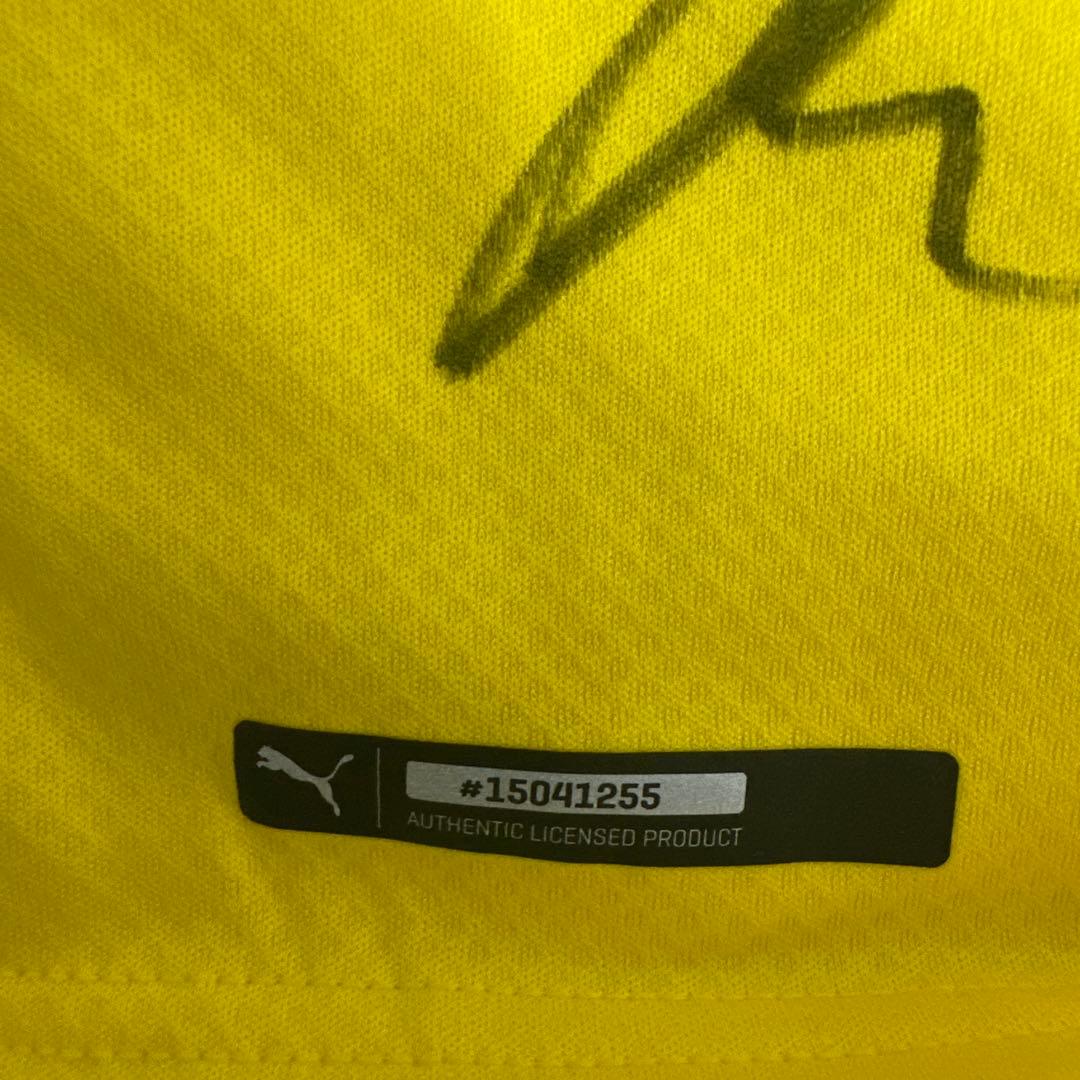 #15041255
AUTHENTIC LICENSED PRODUCT